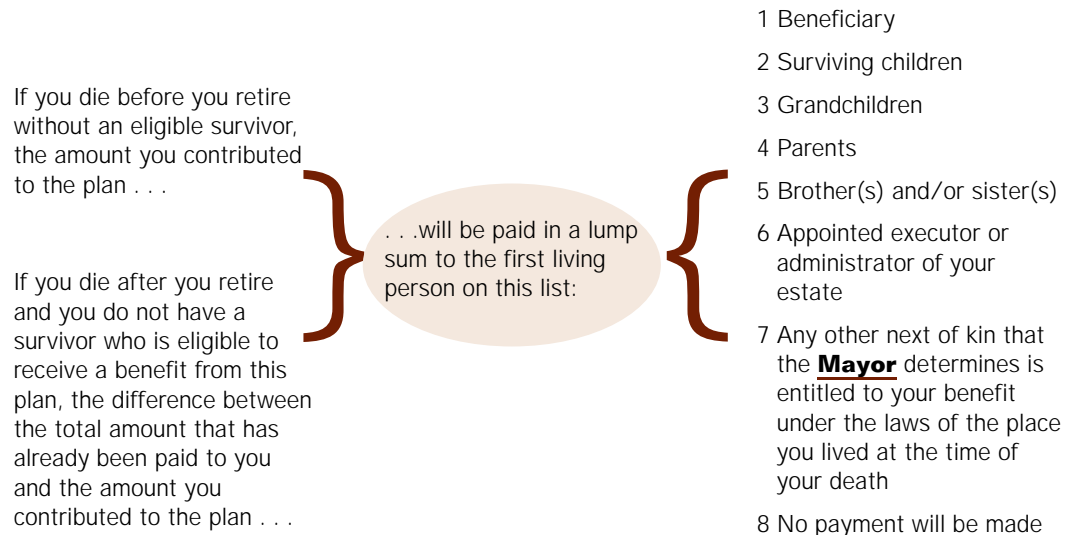 If you die before you retire
without an eligible survivor,
the amount you contributed
to the plan . . .
If you die after you retire
and you do not have a
survivor who is eligible to
receive a benefit from this
plan, the difference between
the total amount that has
already been paid to you
and the amount you
contributed to the plan . . .
. . .will be paid in a lump
sum to the first living
person on this list:
1 Beneficiary
2 Surviving children
3 Grandchildren
4 Parents
5 Brother(s) and/or sister(s)
6 Appointed executor or
administrator of your
estate
7 Any other next of kin that
the Mayor determines is
entitled to your benefit
under the laws of the place
you lived at the time of
your death
8 No payment will be made